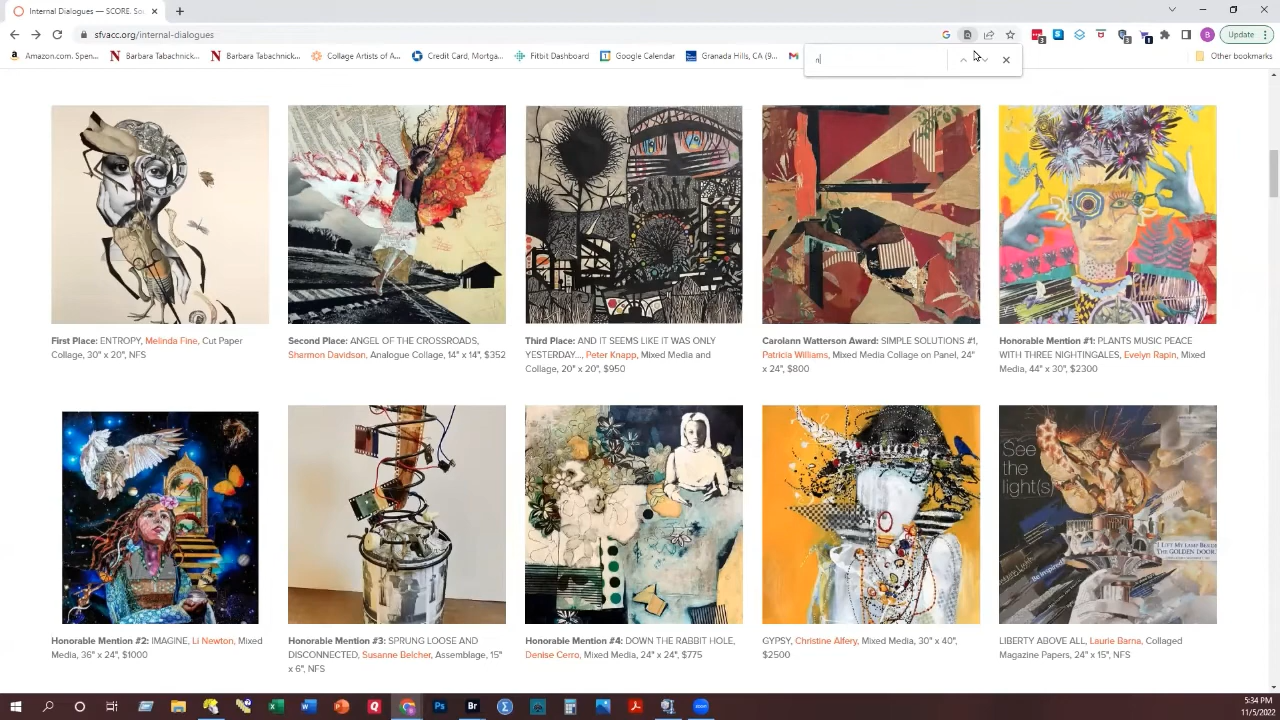 Internal Dialogues — SCORE, So
sfvacc.org/internal-dialogues
B
Update
Amazon.com. Spen...
Barbara Tabachnick...
Barbara Tabachnick...
Collage Artists of A...
Credit Card, Mortga...
Fitbit Dashboard
Google Calendar
Granada Hills, CA (9...
n
Other bookmarks
First Place: ENTROPY, Melinda Fine, Cut Paper
Collage, 30" x 20", NFS
Second Place: ANGEL OF THE CROSSROADS,
Sharmon Davidson, Analogue Collage, 14" x 14", $352
Third Place: AND IT SEEMS LIKE IT WAS ONLY
YESTERDAY..., Peter Knapp, Mixed Media and
Collage, 20" x 20", $950
Carolann Watterson Award: SIMPLE SOLUTIONS #1,
Patricia Williams, Mixed Media Collage on Panel, 24"
x 24", $800
Honorable Mention #1: PLANTS MUSIC PEACE
WITH THREE NIGHTINGALES, Evelyn Rapin, Mixed
Media, 44" x 30", $2300
See
the
light(s)
I LIFT MY LAMP BESIDE
THE GOLDEN DOOR
Honorable Mention #2: IMAGINE, Li Newton, Mixed
Media, 36" x 24", $1000
Honorable Mention #3: SPRUNG LOOSE AND
DISCONNECTED, Susanne Belcher, Assemblage, 15"
x 6", NFS
Honorable Mention #4: DOWN THE RABBIT HOLE,
Denise Cerro, Mixed Media, 24" x 24", $775
GYPSY, Christine Alfery, Mixed Media, 30" x 40",
$2500
LIBERTY ABOVE ALL, Laurie Barna, Collaged
Magazine Papers, 24" x 15", NFS
5:34 PM
11/5/2022